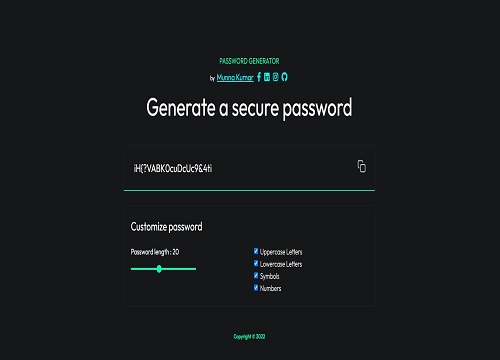 PASSWORD GENERATOR
by Munna Kumar
Generate a secure password
iH(?VABK0cuDcUc9&4ti
Customize password
Password length : 20
Uppercase Letters
Lowercase Letters
Symbols
Numbers
Copyright © 2022